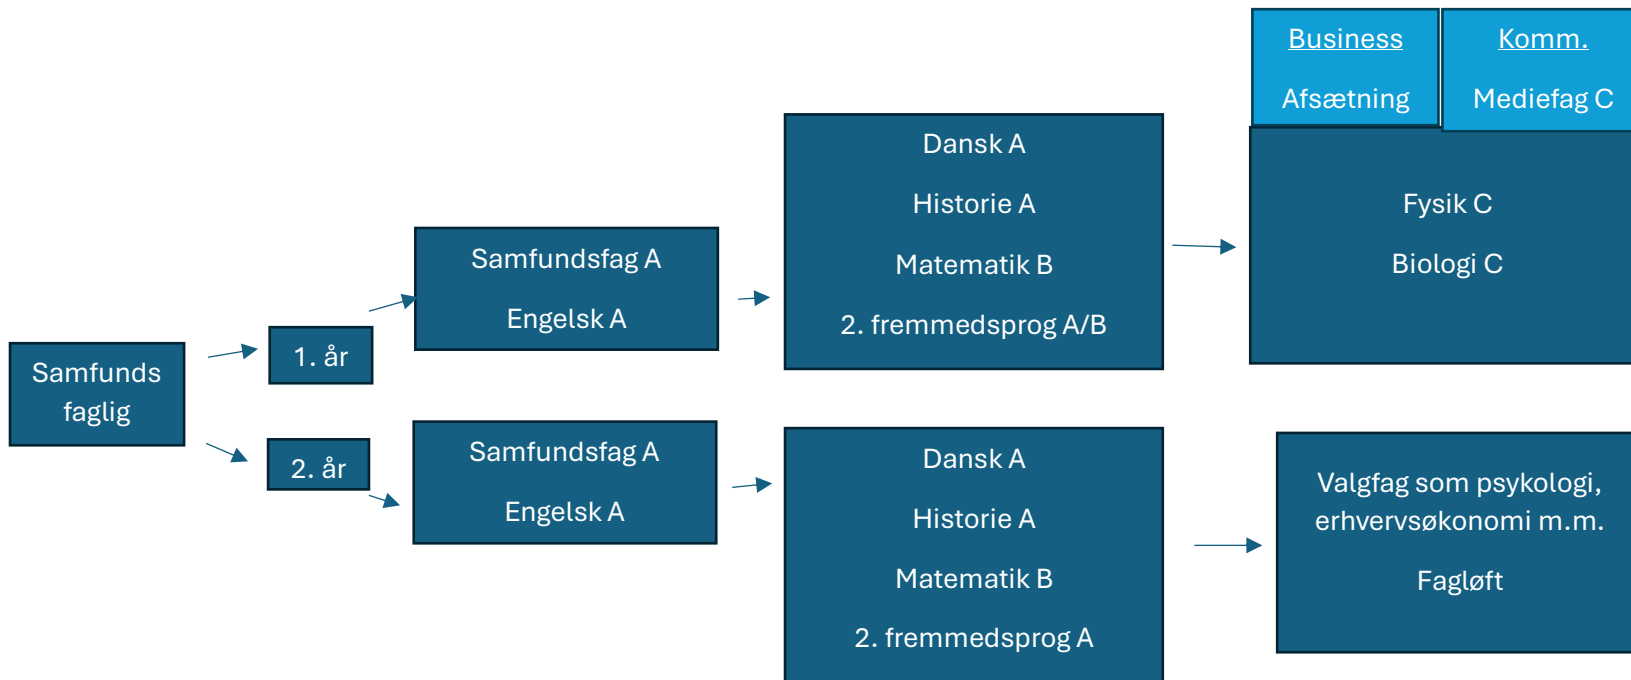 Samfunds
faglig
1. år
Samfundsfag A
Engelsk A
Dansk A
Historie A
Matematik B
2. fremmedsprog A/B
Business
Afsætning
Komm.
Mediefag C
Fysik C
Biologi C
2. år
Samfundsfag A
Engelsk A
Dansk A
Historie A
Matematik B
2. fremmedsprog A
Valgfag som psykologi,
erhvervsøkonomi m.m.
Fagløft